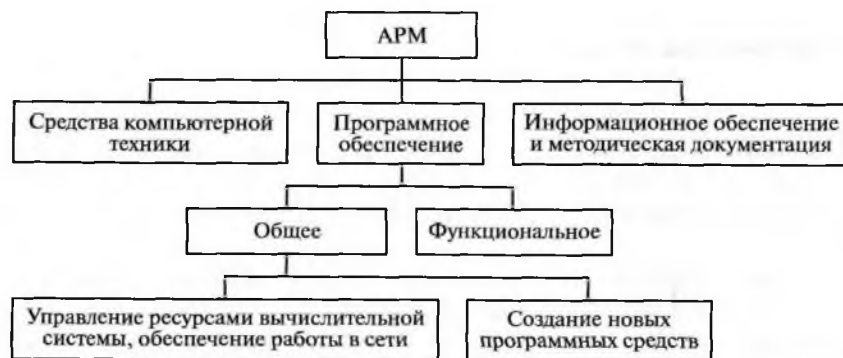 АРМ
Средства компьютерной
техники
Программное
обеспечение
Информационное обеспечение
и методическая документация
Общее
Функциональное
Управление ресурсами вычислительной
системы, обеспечение работы в сети
Создание новых
программных средств